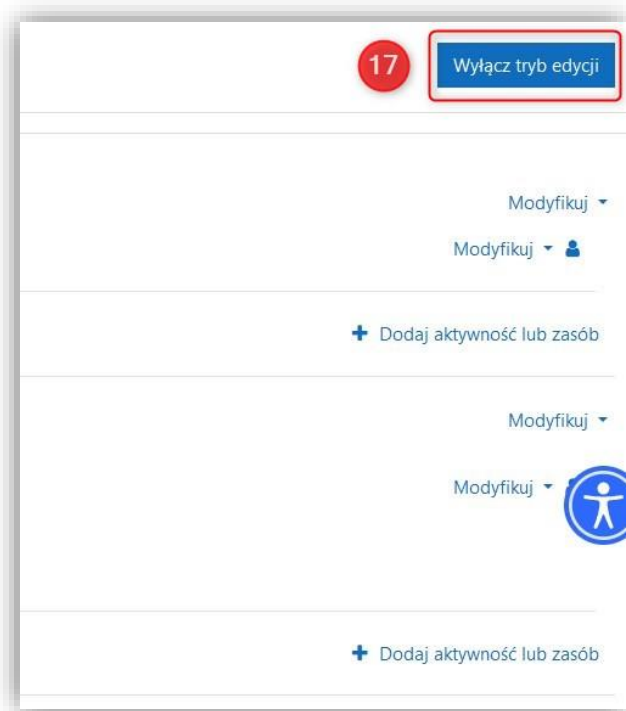 17
Wyłącz tryb edycji
Modyfikuj
Modyfikuj
Dodaj aktywność lub zasób
Modyfikuj
Modyfikuj
Dodaj aktywność lub zasób